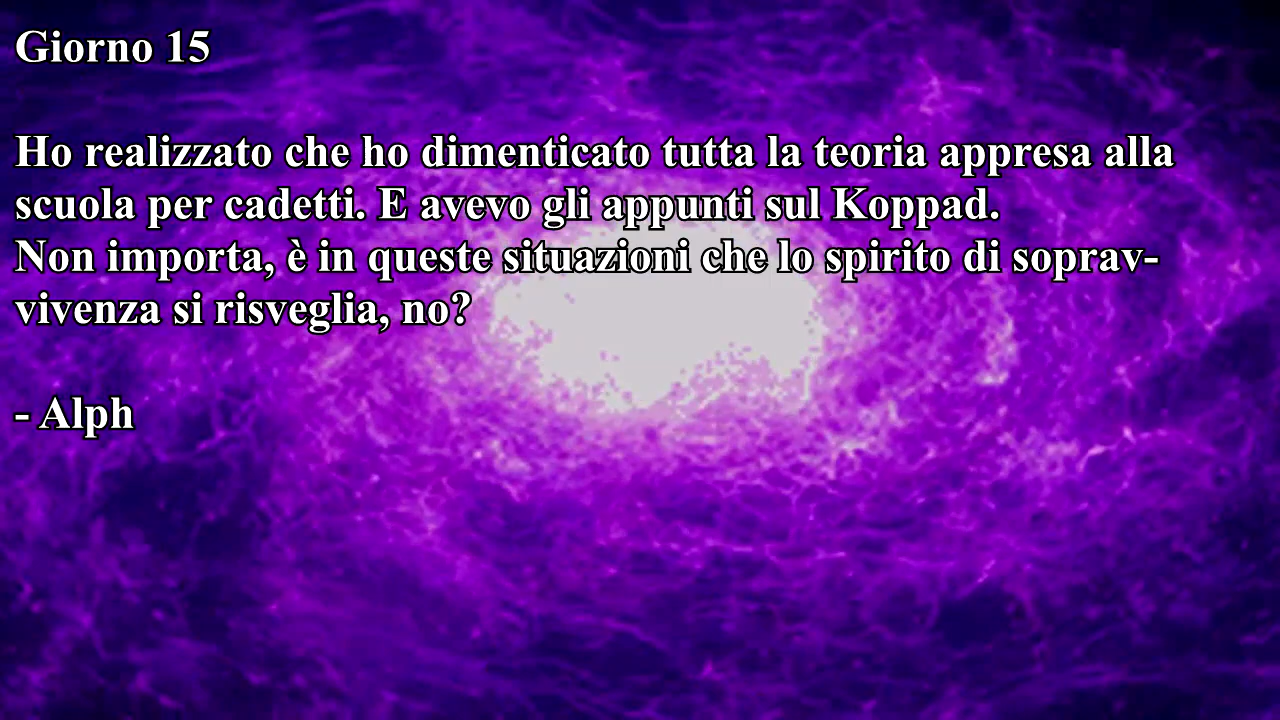 Giorno 15
Ho realizzato che ho dimenticato tutta la teoria appresa alla
scuola per cadetti. E avevo gli appunti sul Koppad.
Non importa, è in queste situazioni che lo spirito di soprav-
vivenza si risveglia, no?
- Alph